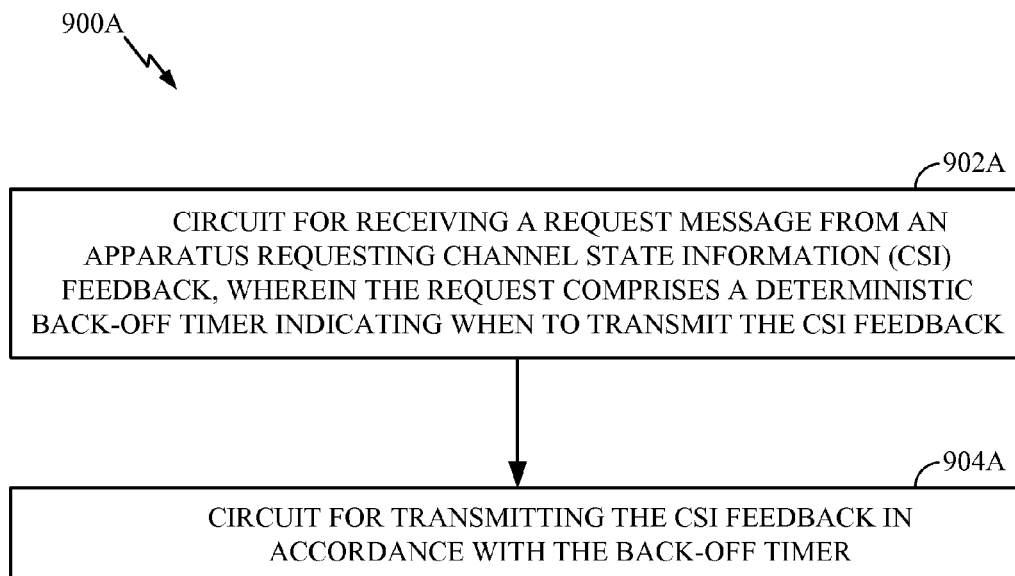 900A
902A
CIRCUIT FOR RECEIVING A REQUEST MESSAGE FROM AN
APPARATUS REQUESTING CHANNEL STATE INFORMATION (CSI)
FEEDBACK, WHEREIN THE REQUEST COMPRISES A DETERMINISTIC
BACK-OFF TIMER INDICATING WHEN TO TRANSMIT THE CSI FEEDBACK
904A
CIRCUIT FOR TRANSMITTING THE CSI FEEDBACK IN
ACCORDANCE WITH THE BACK-OFF TIMER